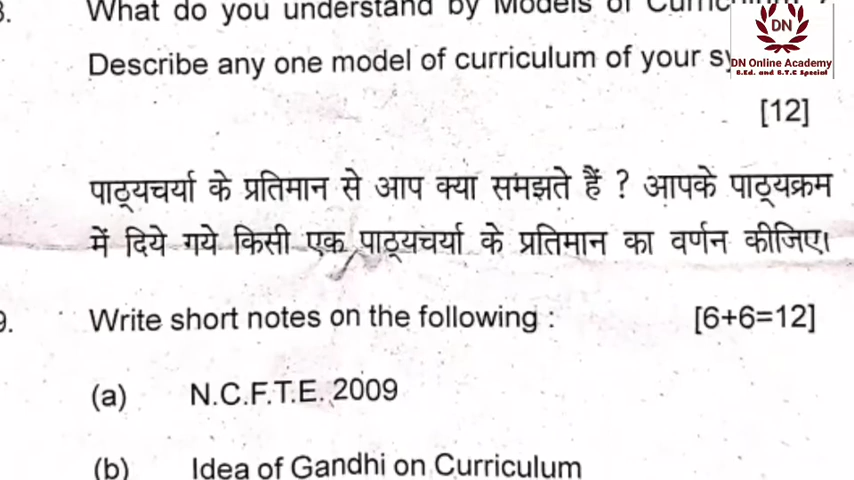 What do you understand by Models of
DN
Describe any one model of curriculum of your
DN Online Academy
B.Ed. and B.T.C Special
[12]
पाठ्यचर्या के प्रतिमान से आप क्या समझते हैं ? आपके पाठ्यक्रम
में दिये गये किसी एक पाठ्यचर्या के प्रतिमान का वर्णन कीजिए।
9. Write short notes on the following : [6+6=12]
(a) N.C.F.T.E. 2009
(b) Idea of Gandhi on Curriculum